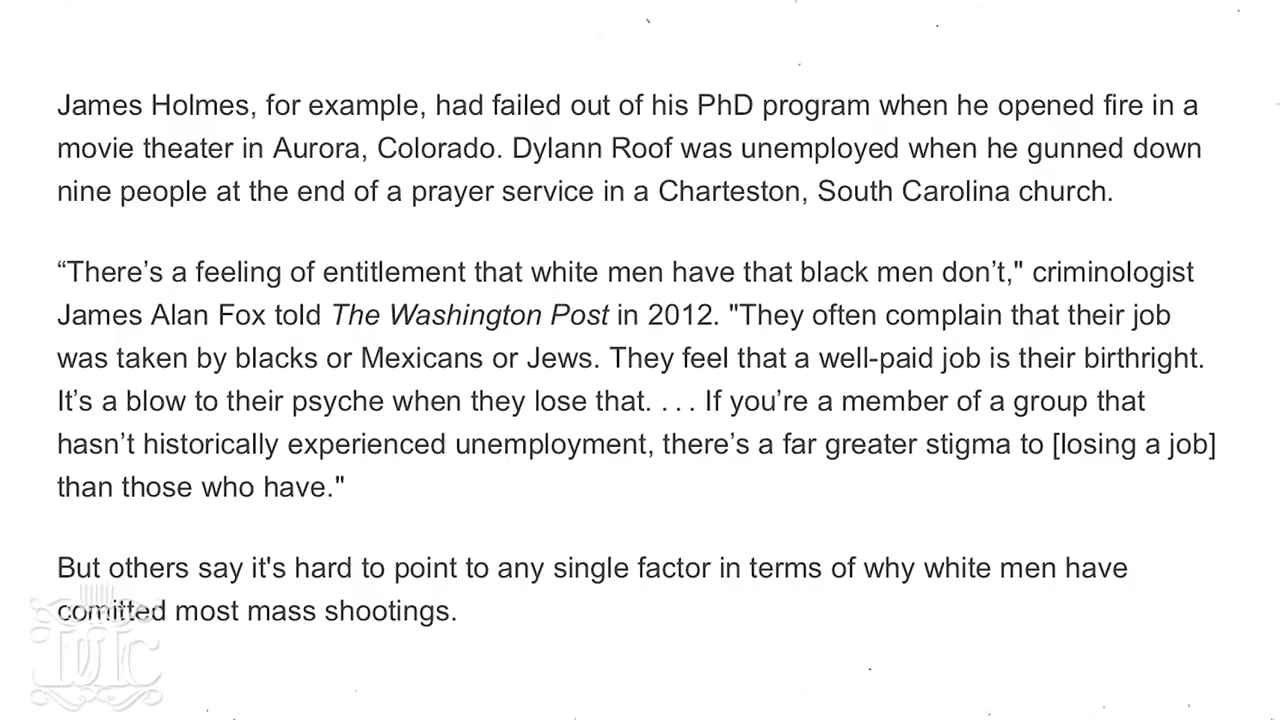 James Holmes, for example, had failed out of his PhD program when he opened fire in a
movie theater in Aurora, Colorado. Dylann Roof was unemployed when he gunned down
nine people at the end of a prayer service in a Charteston, South Carolina church.
“There’s a feeling of entitlement that white men have that black men don’t," criminologist
James Alan Fox told The Washington Post in 2012. "They often complain that their job
was taken by blacks or Mexicans or Jews. They feel that a well-paid job is their birthright.
It’s a blow to their psyche when they lose that. . . . If you’re a member of a group that
hasn’t historically experienced unemployment, there’s a far greater stigma to [losing a job]
than those who have."
But others say it's hard to point to any single factor in terms of why white men have
comitted most mass shootings.
IUIC